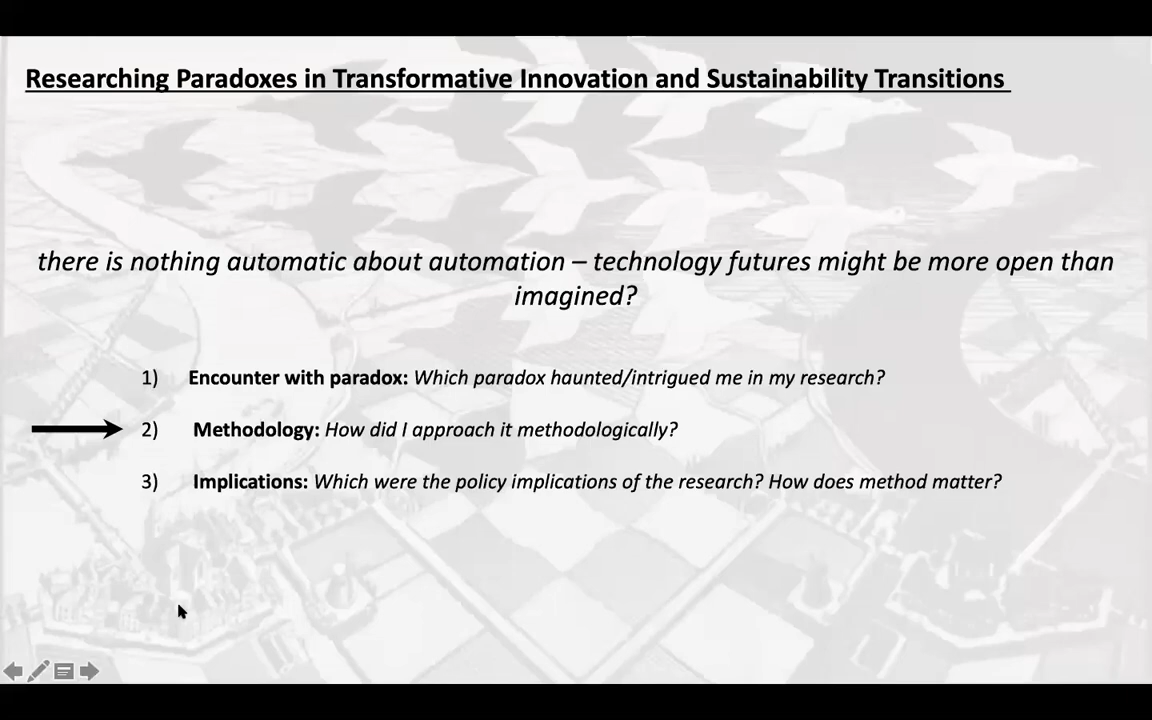 Researching Paradoxes in Transformative Innovation and Sustainability Transitions
there is nothing automatic about automation – technology futures might be more open than
imagined?
1) Encounter with paradox: Which paradox haunted/intrigued me in my research?
2) Methodology: How did I approach it methodologically?
3) Implications: Which were the policy implications of the research? How does method matter?